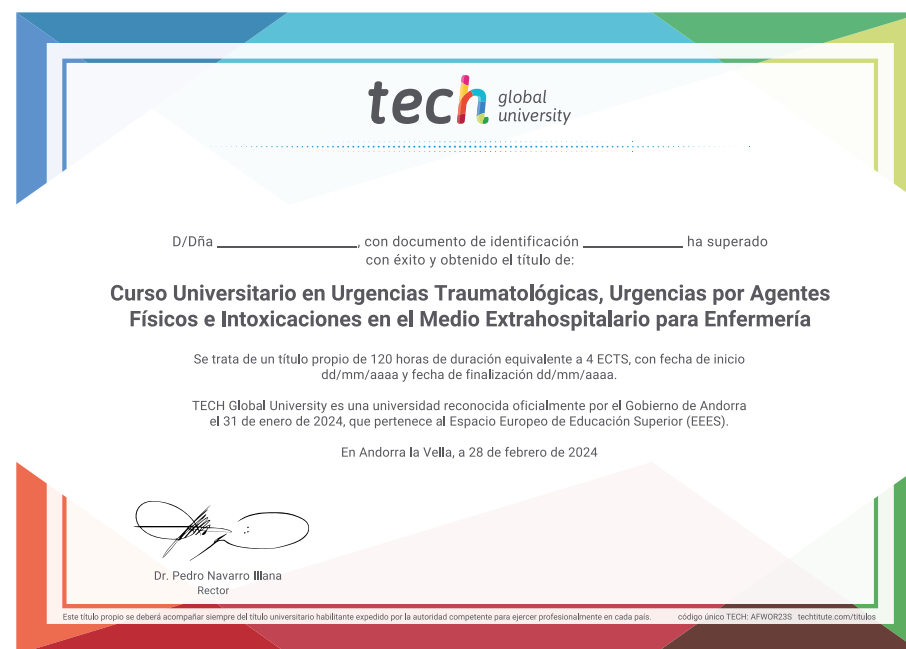 tech global university
D/Dña ____________________, con documento de identificación ______________ ha superado
con éxito y obtenido el título de:
Curso Universitario en Urgencias Traumatológicas, Urgencias por Agentes
Físicos e Intoxicaciones en el Medio Extrahospitalario para Enfermería
Se trata de un título propio de 120 horas de duración equivalente a 4 ECTS, con fecha de inicio
dd/mm/aaaa y fecha de finalización dd/mm/aaaa.
TECH Global University es una universidad reconocida oficialmente por el Gobierno de Andorra
el 31 de enero de 2024, que pertenece al Espacio Europeo de Educación Superior (EEES).
En Andorra la Vella, a 28 de febrero de 2024
Dr. Pedro Navarro Illana
Rector
Este título propio se deberá acompañar siempre del título universitario habilitante expedido por la autoridad competente para ejercer profesionalmente en cada país. código único TECH: AFWOR23S techtitute.com/titulos